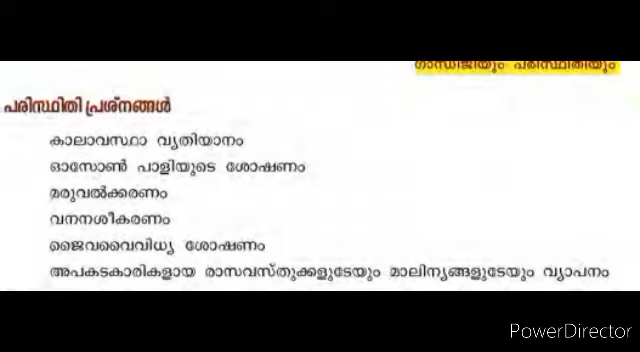 ഗാന്ധിജിയും പരിസ്ഥിതിയും
പരിസ്ഥിതി പ്രശ്നങ്ങൾ
കാലാവസ്ഥാ വ്യതിയാനം
ഓസോൺ പാളിയുടെ ശോഷണം
മരുവൽക്കരണം
വനനശീകരണം
ജൈവവൈവിധ്യ ശോഷണം
അപകടകാരികളായ രാസവസ്തുക്കളുടേയും മാലിന്യങ്ങളുടേയും വ്യാപനം
PowerDirector